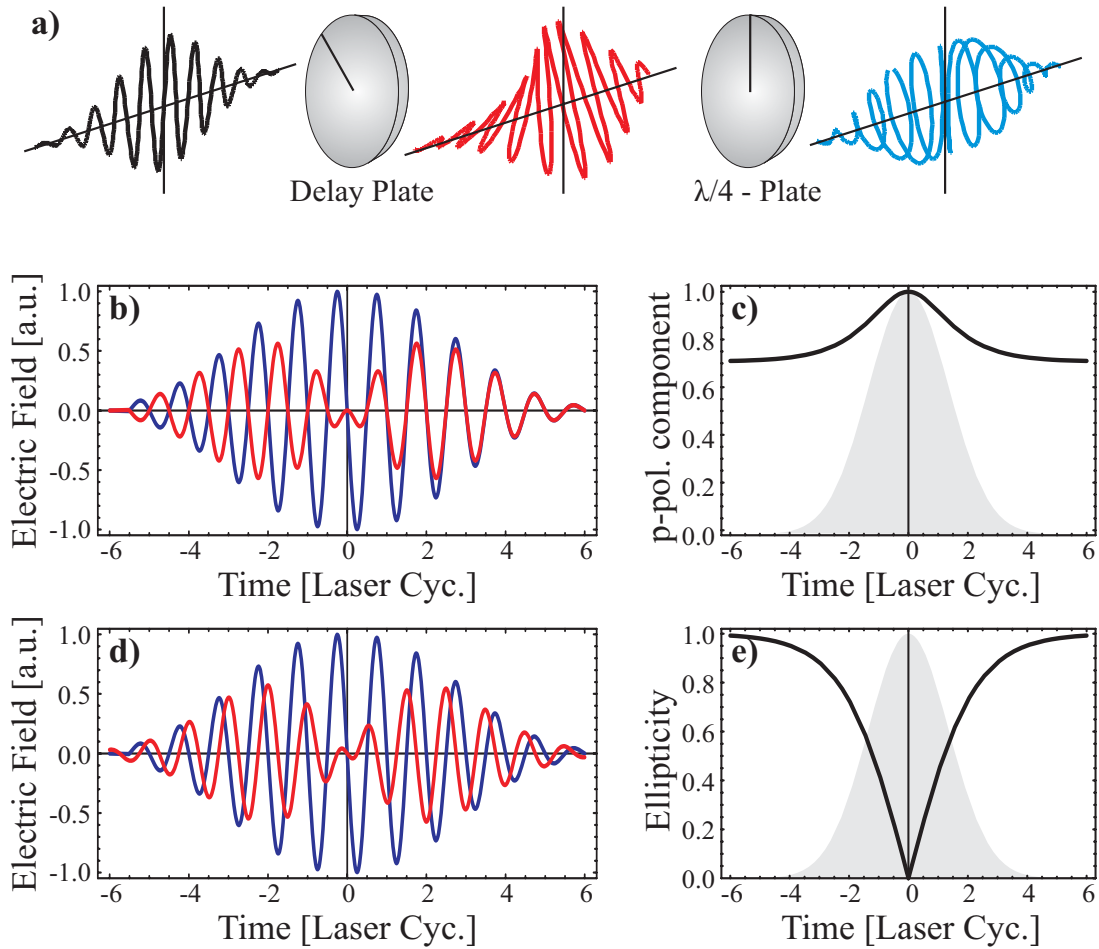 a)
Delay Plate
λ/4 - Plate
b)
Electric Field [a.u.]
1.0
0.5
0.0
-0.5
-1.0
-6 -4 -2 0 2 4 6
Time [Laser Cyc.]
c)
p-pol. component
1.0
0.8
0.6
0.4
0.2
0.0
-6 -4 -2 0 2 4 6
Time [Laser Cyc.]
d)
Electric Field [a.u.]
1.0
0.5
0.0
-0.5
-1.0
-6 -4 -2 0 2 4 6
Time [Laser Cyc.]
e)
Ellipticity
1.0
0.8
0.6
0.4
0.2
0.0
-6 -4 -2 0 2 4 6
Time [Laser Cyc.]